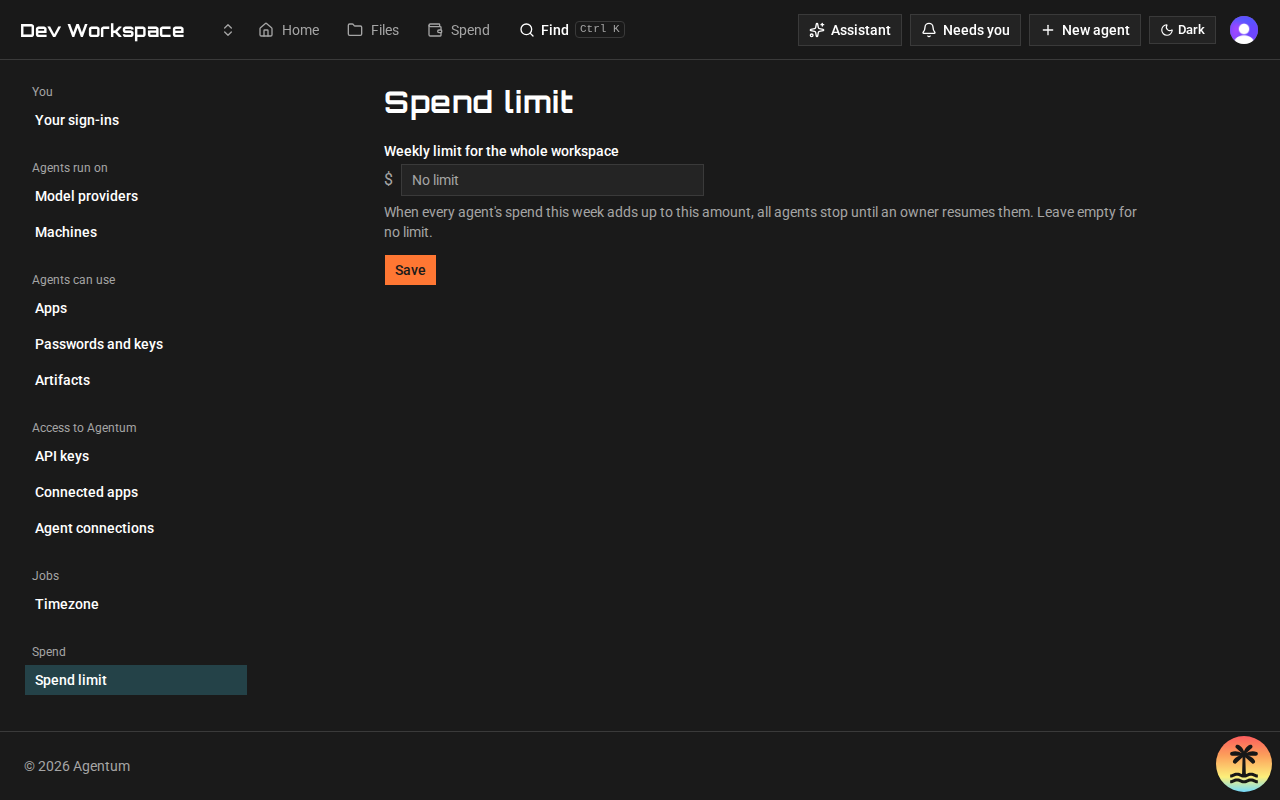 Dev Workspace
Home
Files
Spend
Find Ctrl K
Assistant
Needs you
New agent
Dark
You
Your sign-ins
Agents run on
Model providers
Machines
Agents can use
Apps
Passwords and keys
Artifacts
Access to Agentum
API keys
Connected apps
Agent connections
Jobs
Timezone
Spend
Spend limit
Spend limit
Weekly limit for the whole workspace
$ No limit
When every agent's spend this week adds up to this amount, all agents stop until an owner resumes them. Leave empty for
no limit.
Save
© 2026 Agentum